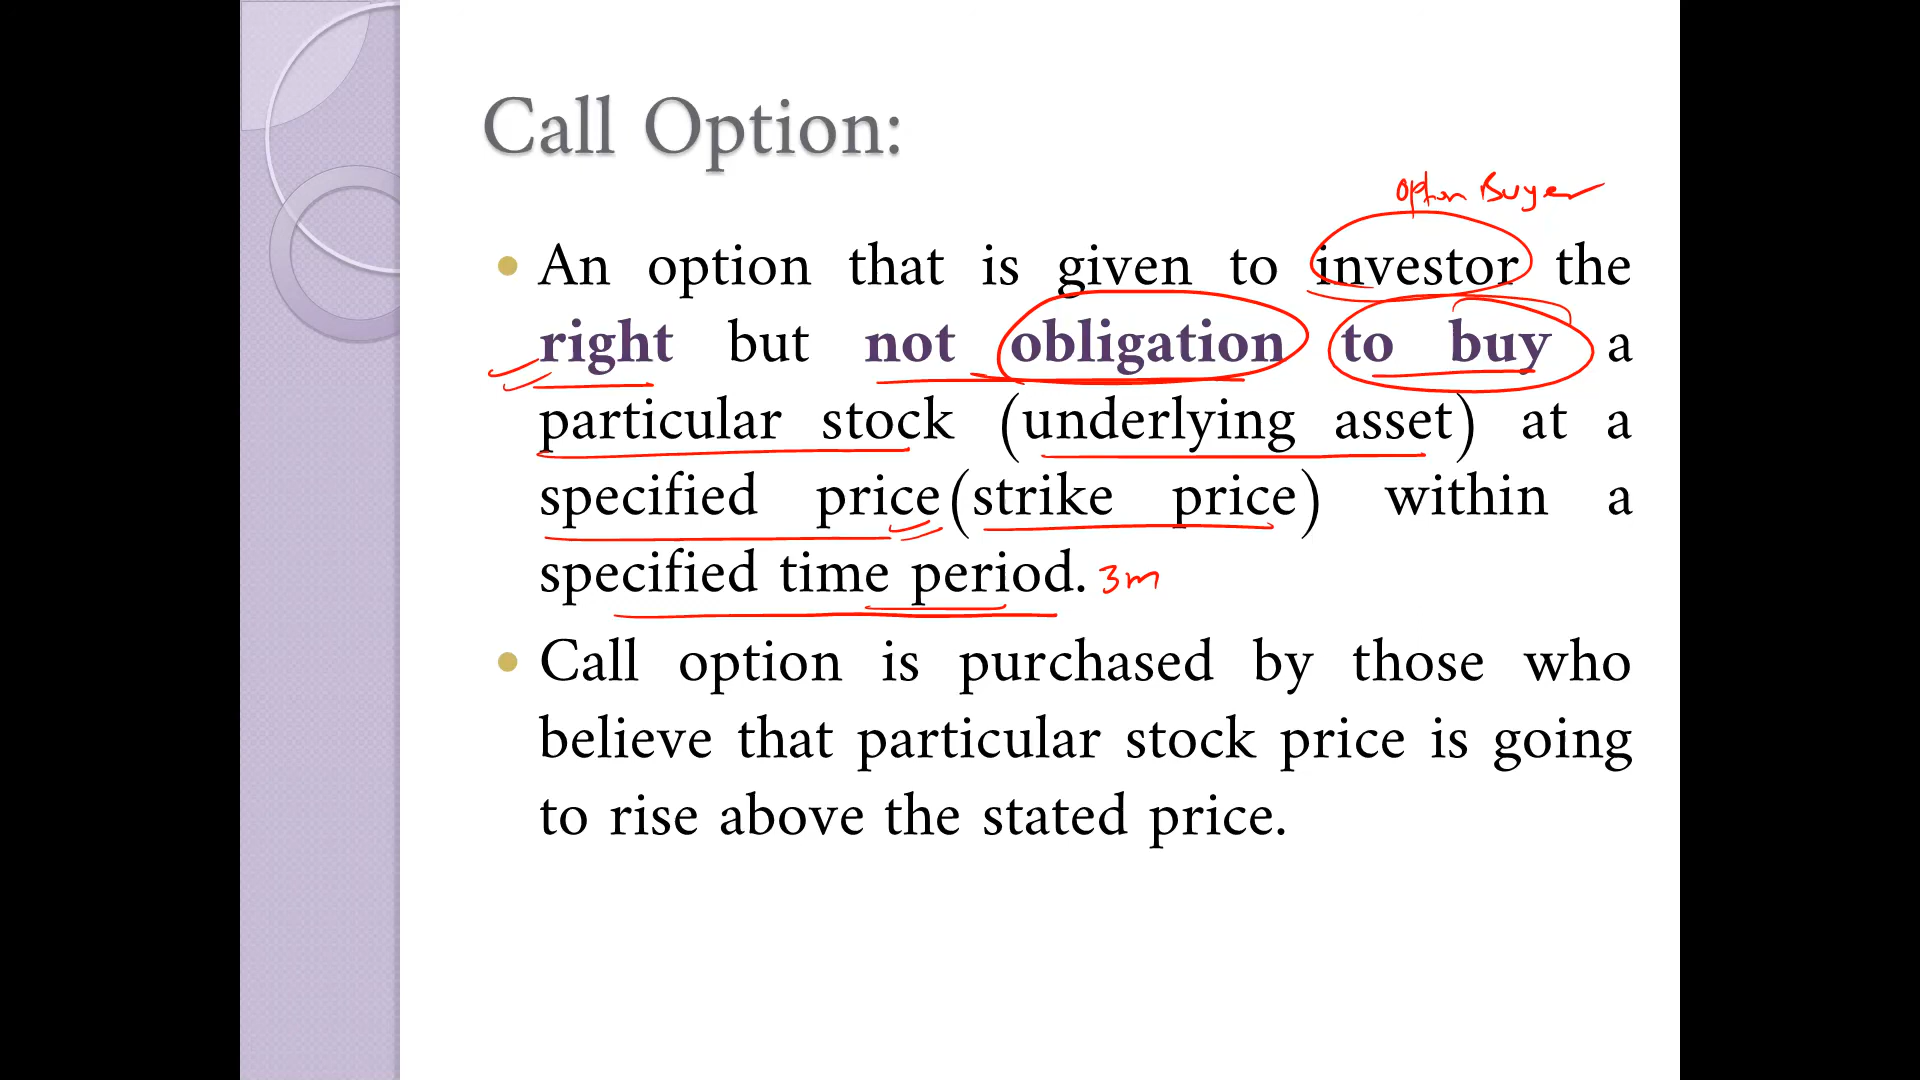 Call Option:
Option Buyer
An option that is given to investor the
right but not obligation to buy a
particular stock (underlying asset) at a
specified price(strike price) within a
specified time period. 3m
Call option is purchased by those who
believe that particular stock price is going
to rise above the stated price.